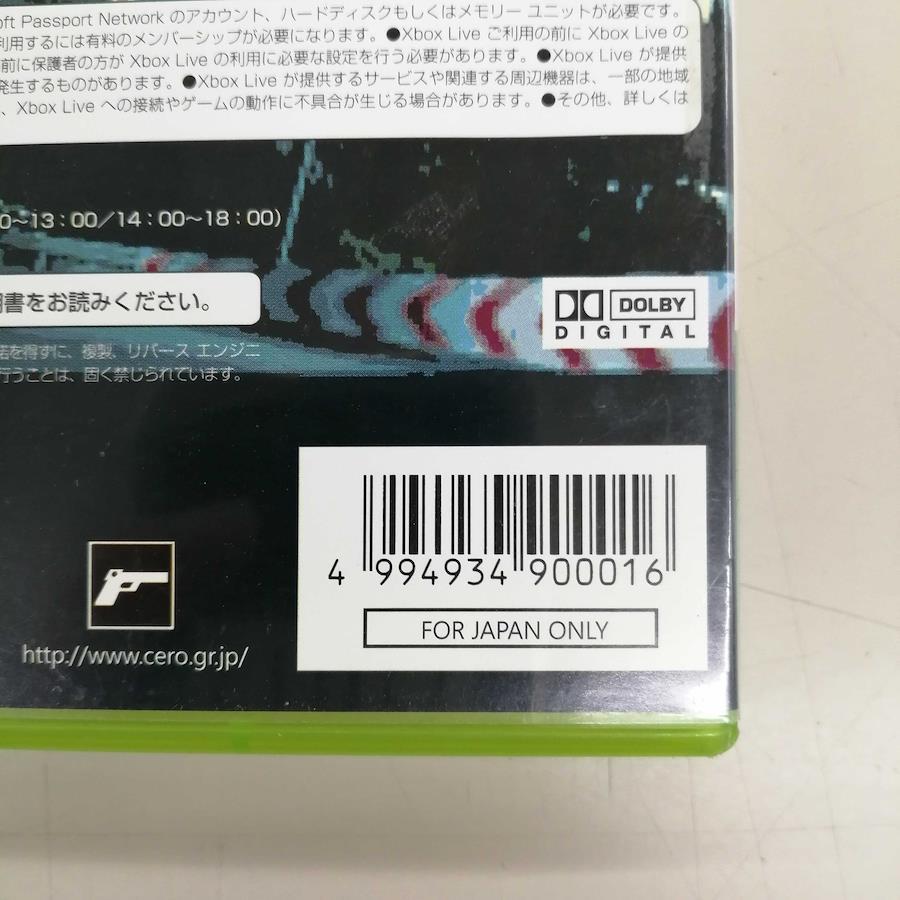 oft Passport Network のアカウント、ハードディスクもしくはメモリー ユニットが必要です。
利用するには有料のメンバーシップが必要になります。●Xbox Live ご利用の前に Xbox Live の
前に保護者の方が Xbox Live の利用に必要な設定を行う必要があります。●Xbox Live が提供
発生するものがあります。●Xbox Live が提供するサービスや関連する周辺機器は、一部の地域
、Xbox Live への接続やゲームの動作に不具合が生じる場合があります。●その他、詳しくは
0〜13：00／14：00〜18：00）
明書をお読みください。
DOLBY
DIGITAL
諾を得ずに、複製、リバース エンジニ
行うことは、固く禁じられています。
4 994934 900016
FOR JAPAN ONLY
http://www.cero.gr.jp/